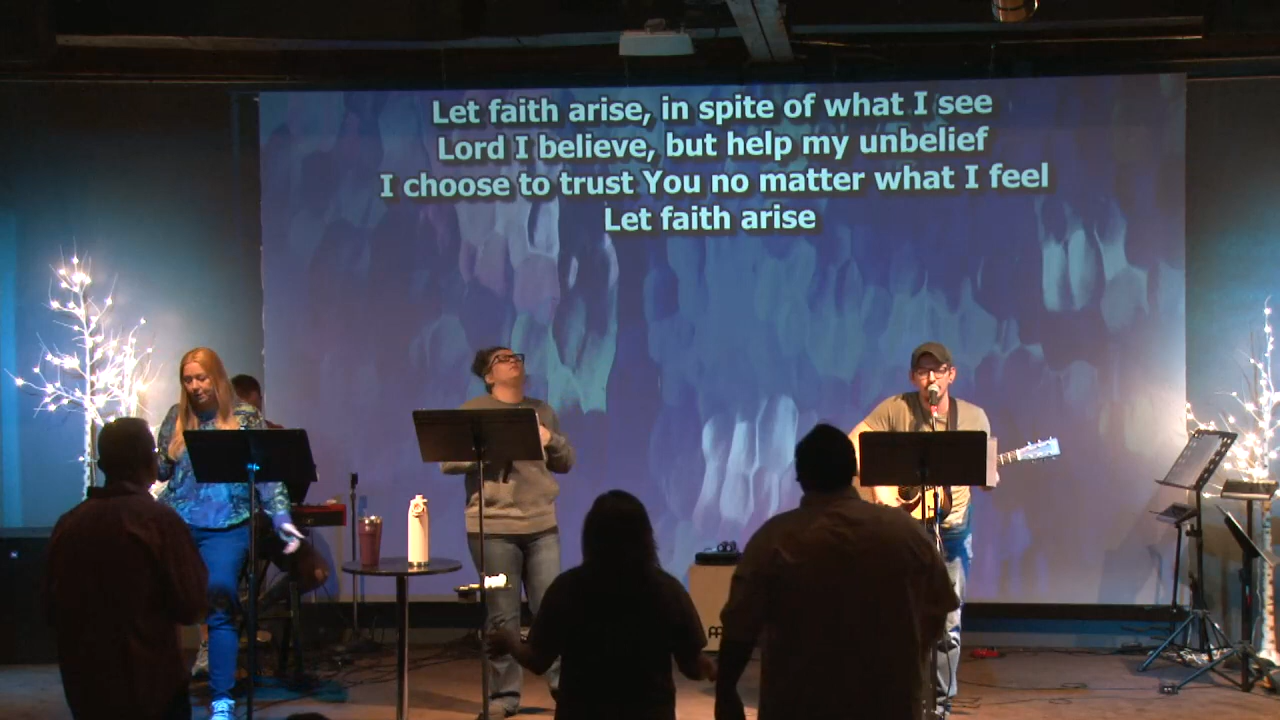 Let faith arise, in spite of what I see
Lord I believe, but help my unbelief
I choose to trust You no matter what I feel
Let faith arise